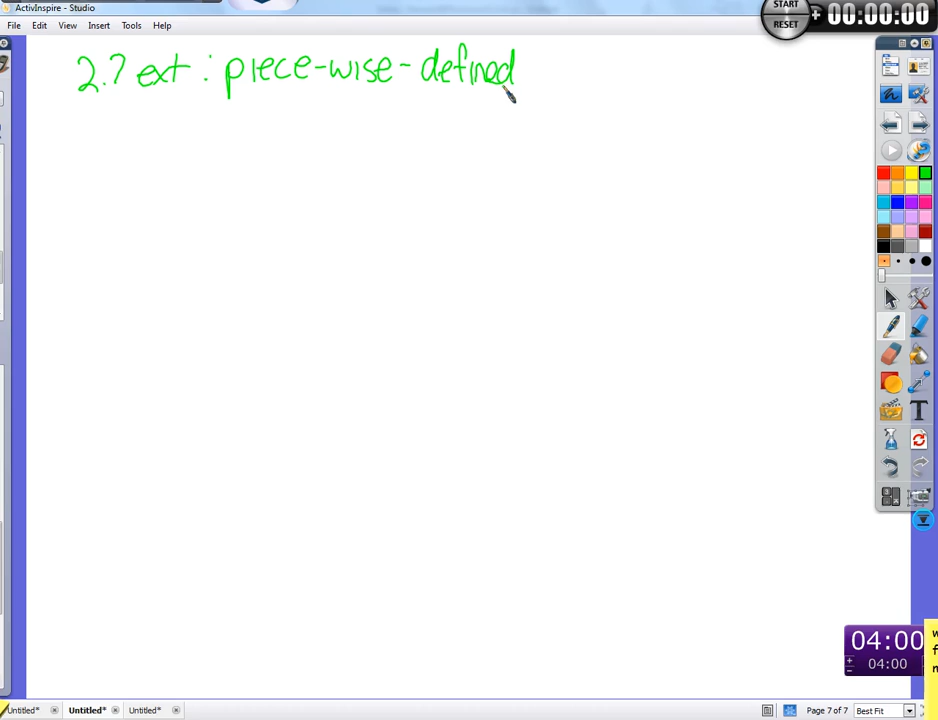 ActivInspire - Studio
START
RESET
+ 00:00:00
File Edit View Insert Tools Help
2.7 ext : piece-wise-defined
04:00
04:00
Untitled* Untitled* Untitled*
Page 7 of 7 Best Fit